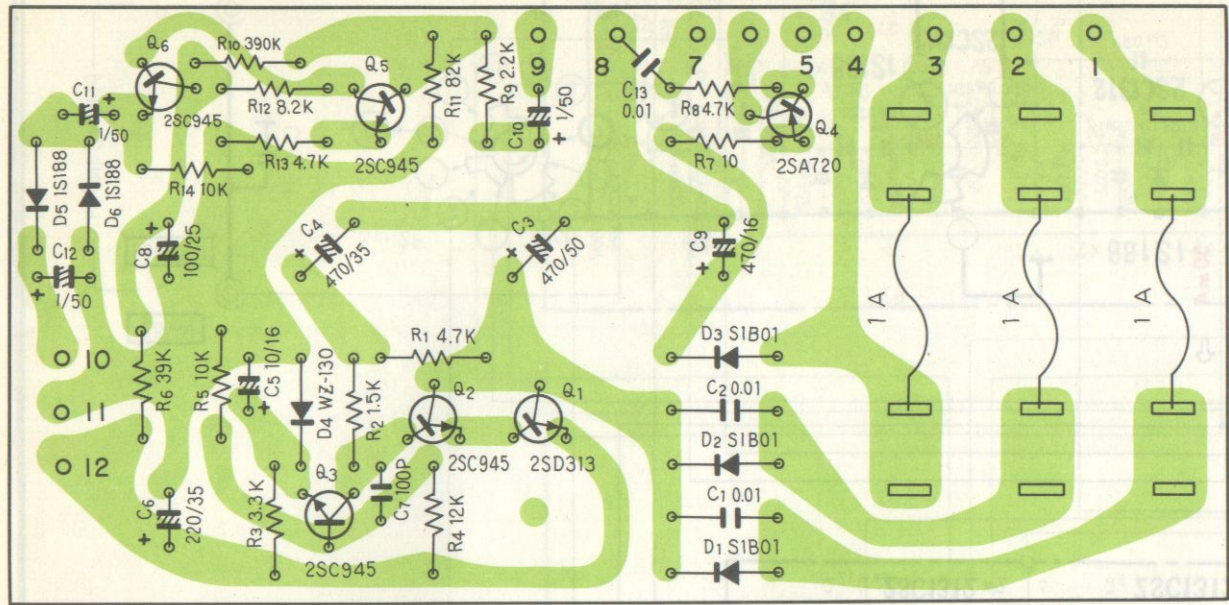 Q6
R10 390K
Q5
R11 82K
R9 2.2K
9
8
7
5
4
3
2
1
C11
1/50
2SC945
R12 8.2K
C10 1/50
C13
0.01
R8 4.7K
Q4
R13 4.7K
2SC945
R7 10
2SA720
R14 10K
D5 1S188
D6 1S188
C12
1/50
C8
100/25
C4
470/35
C3
470/50
C9
470/16
1A
1A
1A
10
11
12
R6 39K
R5 10K
C5 10/16
D4 WZ-130
R2 1.5K
R1 4.7K
Q2
Q1
2SC945
2SD313
D3 S1B01
C2 0.01
D2 S1B01
C1 0.01
D1 S1B01
C6
220/35
R3 3.3K
Q3
2SC945
C7 100P
R4 12K